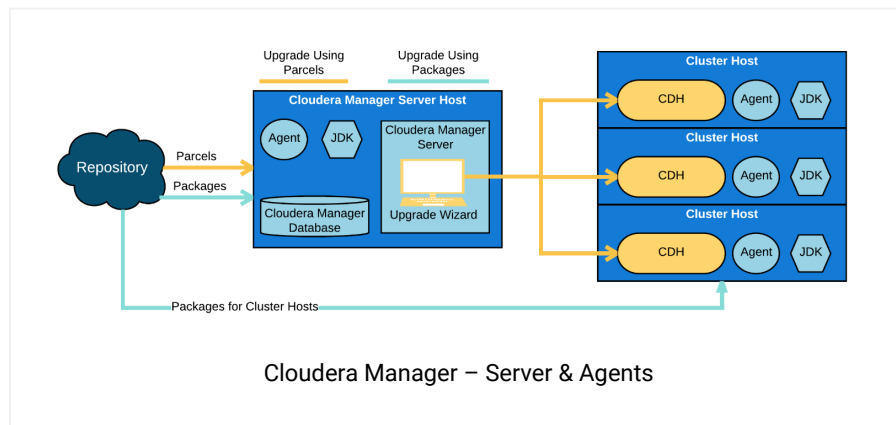 Upgrade Using
Parcels
Upgrade Using
Packages
Cloudera Manager Server Host
Agent
JDK
Cloudera Manager
Server
Upgrade Wizard
Cloudera Manager
Database
Repository
Parcels
Packages
Packages for Cluster Hosts
Cluster Host
CDH
Agent
JDK
Cluster Host
CDH
Agent
JDK
Cluster Host
CDH
Agent
JDK
Cloudera Manager – Server & Agents